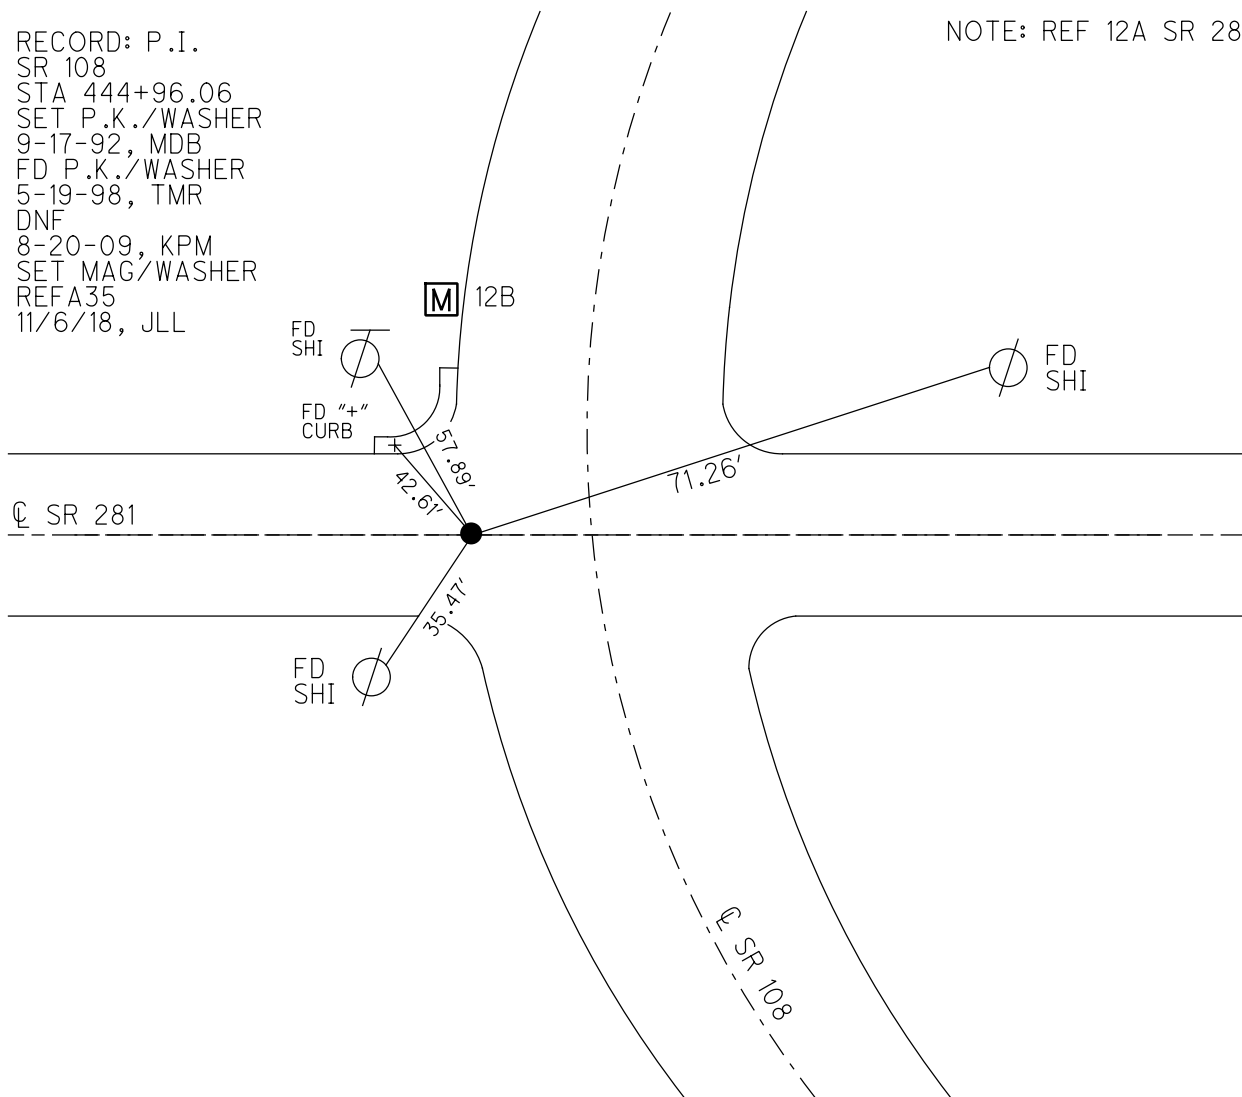 RECORD: P.I.
SR 108
STA 444+96.06
SET P.K./WASHER
9-17-92, MDB
FD P.K./WASHER
5-19-98, TMR
DNF
8-20-09, KPM
SET MAG/WASHER
REFA35
11/6/18, JLL
NOTE: REF 12A SR 28
M 12B
FD
SHI
FD
SHI
FD "+"
CURB
57.89'
42.61'
71.26'
℄ SR 281
35.47'
FD
SHI
℄ SR 108